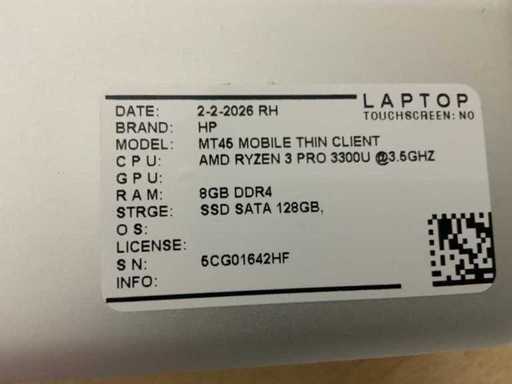 LAPTOP
TOUCHSCREEN: NO
DATE: 2-2-2026 RH
BRAND: HP
MODEL: MT45 MOBILE THIN CLIENT
CPU: AMD RYZEN 3 PRO 3300U @3.5GHZ
GPU:
RAM: 8GB DDR4
STRGE: SSD SATA 128GB,
OS:
LICENSE:
SN: 5CG01642HF
INFO: